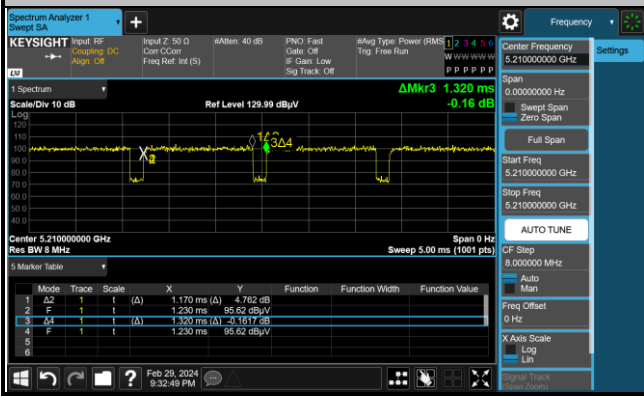 Spectrum Analyzer 1
Swept SA
Frequency
KEYSIGHT
Input: RF
Coupling: DC
Align: Off
Input Z: 50 Ω
Corr CCorr
Freq Ref: Int (S)
#Atten: 40 dB
PNO: Fast
Gate: Off
IF Gain: Low
Sig Track: Off
#Avg Type: Power (RMS)
Trig: Free Run
1 2 3 4 5 6
W W W W W W
P P P P P P
LXI
1 Spectrum
Scale/Div 10 dB
Ref Level 129.99 dBµV
ΔMkr3 1.320 ms
-0.16 dB
Log
120
110
100
90.0
80.0
70.0
60.0
50.0
40.0
X
3Δ4
Center 5.210000000 GHz
Res BW 8 MHz
Span 0 Hz
Sweep 5.00 ms (1001 pts)
5 Marker Table
Mode Trace Scale X Y Function Function Width Function Value
1 Δ2 1 t (Δ) 1.170 ms (Δ) 4.762 dB
2 F 1 t 1.230 ms 95.62 dBµV
3 Δ4 1 t (Δ) 1.320 ms (Δ) -0.1617 dB
4 F 1 t 1.230 ms 95.62 dBµV
5
6
Feb 29, 2024
9:32:49 PM
Center Frequency
5.210000000 GHz
Settings
Span
0.00000000 Hz
Swept Span
Zero Span
Full Span
Start Freq
5.210000000 GHz
Stop Freq
5.210000000 GHz
AUTO TUNE
CF Step
8.000000 MHz
Auto
Man
Freq Offset
0 Hz
X Axis Scale
Log
Lin
Signal Track
(Span Zoom)